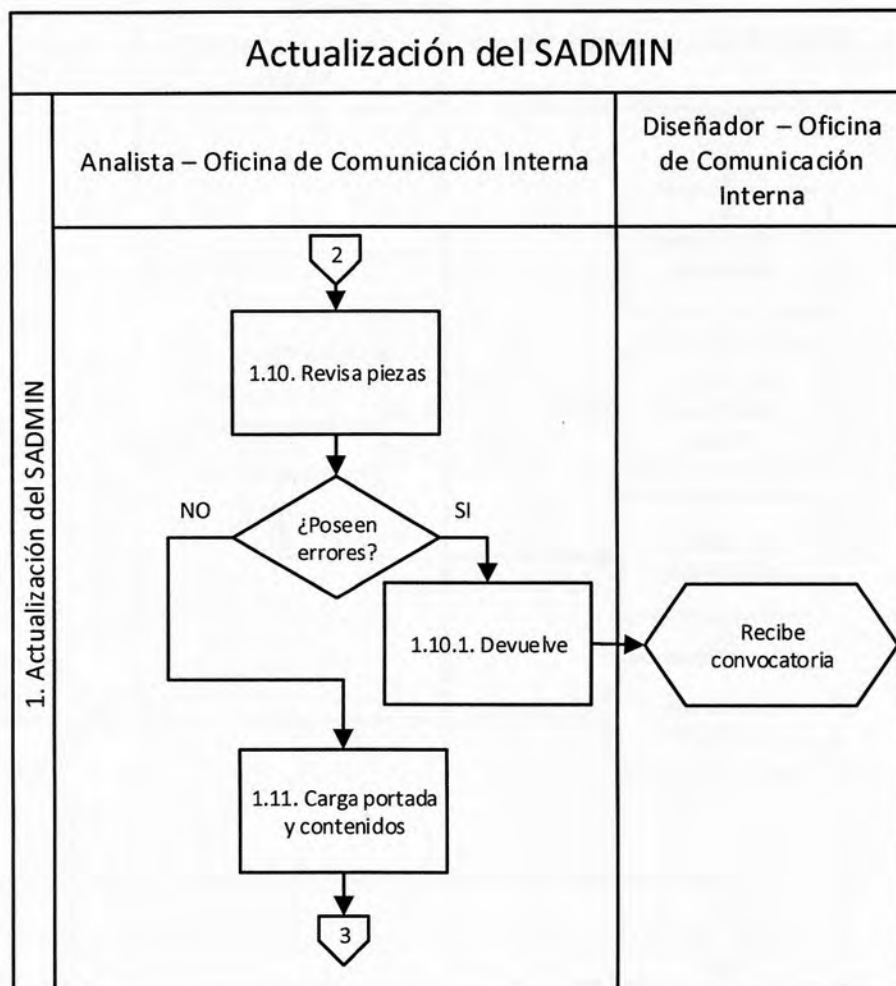 Actualización del SADMIN
Analista – Oficina de Comunicación Interna
Diseñador – Oficina
de Comunicación
Interna
1. Actualización del SADMIN
2
1.10. Revisa piezas
¿Poseen
errores?
NO
SI
1.10.1. Devuelve
Recibe
convocatoria
1.11. Carga portada
y contenidos
3